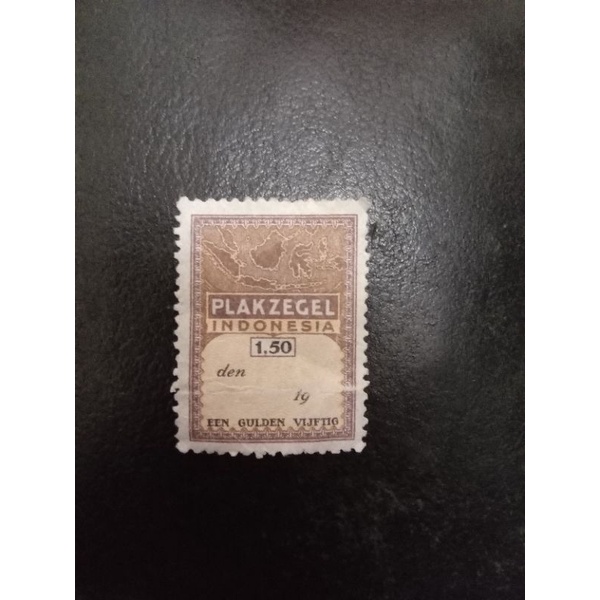 PLAKZEGEL
INDONESIA
1.50
den
19
EEN GULDEN VIJFTIG